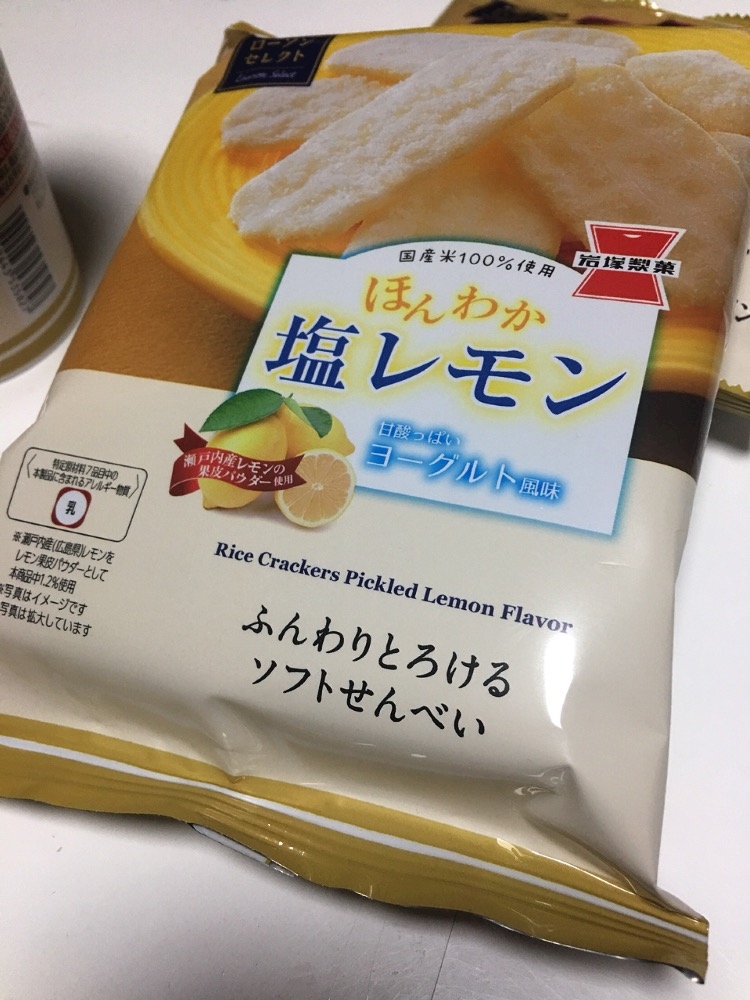 ローソン
セレクト
Lawson Select
国産米100%使用
岩塚製菓
ほんわか
塩レモン
甘酸っぱい
ヨーグルト風味
瀬戸内産レモンの
果皮パウダー使用
特定原材料7品目中の
本製品に含まれるアレルギー物質
乳
※瀬戸内産(広島県)レモンを
レモン果皮パウダーとして
本商品中1.2%使用
※写真はイメージです
写真は拡大しています
Rice Crackers Pickled Lemon Flavor
ふんわりとろける
ソフトせんべい